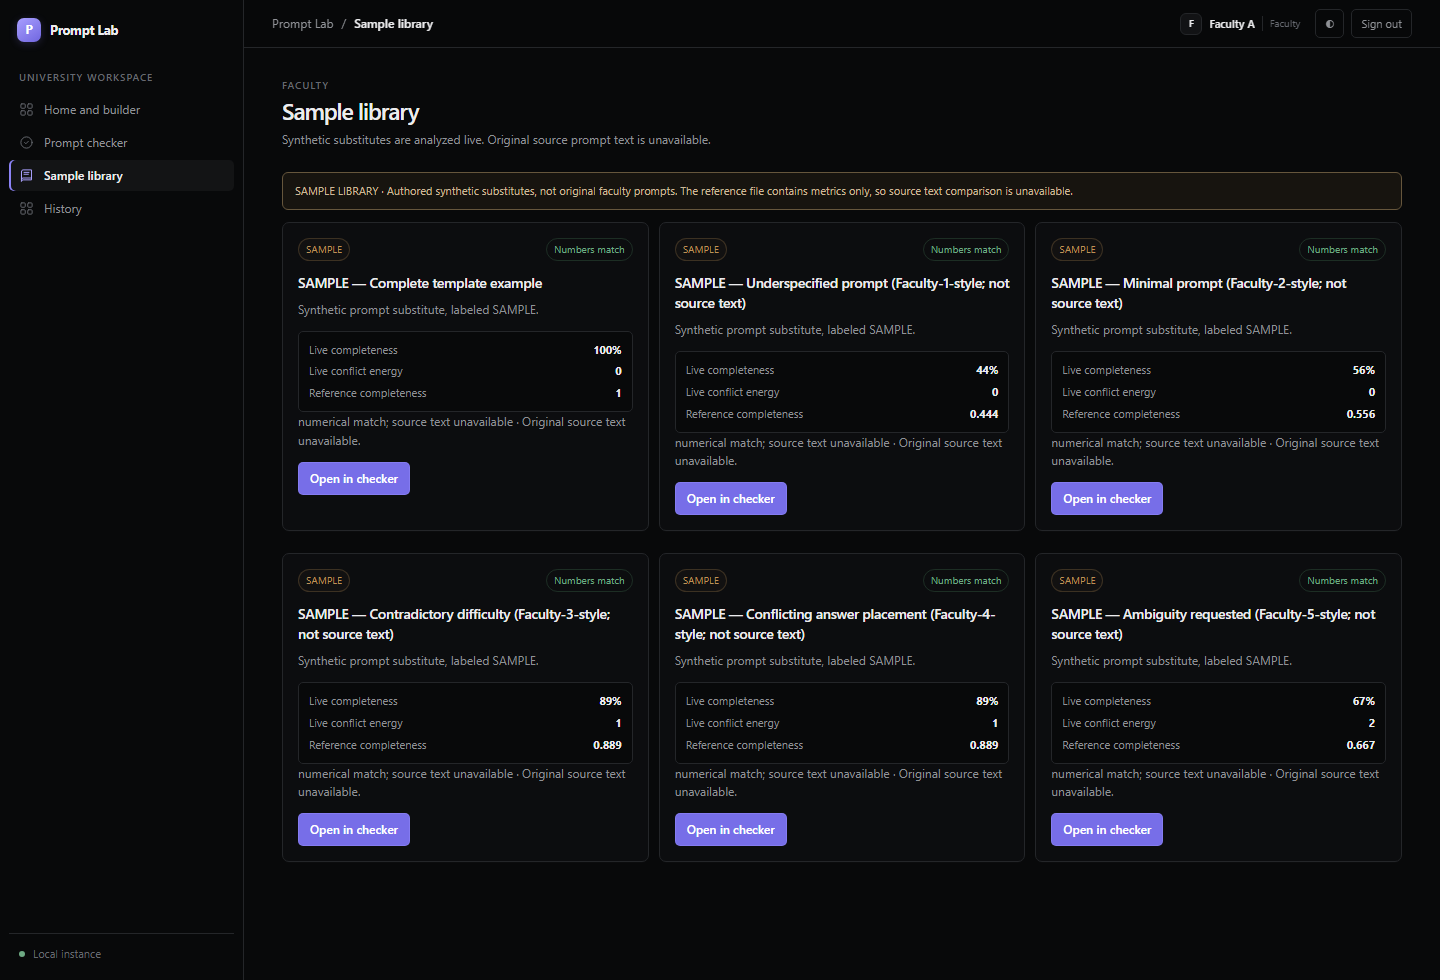 P Prompt Lab
Prompt Lab / Sample library
F Faculty A Faculty
Sign out
UNIVERSITY WORKSPACE
Home and builder
Prompt checker
Sample library
History
FACULTY
Sample library
Synthetic substitutes are analyzed live. Original source prompt text is unavailable.
SAMPLE LIBRARY · Authored synthetic substitutes, not original faculty prompts. The reference file contains metrics only, so source text comparison is unavailable.
SAMPLE
Numbers match
SAMPLE — Complete template example
Synthetic prompt substitute, labeled SAMPLE.
Live completeness 100%
Live conflict energy 0
Reference completeness 1
numerical match; source text unavailable · Original source text
unavailable.
Open in checker
SAMPLE
Numbers match
SAMPLE — Underspecified prompt (Faculty-1-style; not
source text)
Synthetic prompt substitute, labeled SAMPLE.
Live completeness 44%
Live conflict energy 0
Reference completeness 0.444
numerical match; source text unavailable · Original source text
unavailable.
Open in checker
SAMPLE
Numbers match
SAMPLE — Minimal prompt (Faculty-2-style; not
source text)
Synthetic prompt substitute, labeled SAMPLE.
Live completeness 56%
Live conflict energy 0
Reference completeness 0.556
numerical match; source text unavailable · Original source text
unavailable.
Open in checker
SAMPLE
Numbers match
SAMPLE — Contradictory difficulty (Faculty-3-style;
not source text)
Synthetic prompt substitute, labeled SAMPLE.
Live completeness 89%
Live conflict energy 1
Reference completeness 0.889
numerical match; source text unavailable · Original source text
unavailable.
Open in checker
SAMPLE
Numbers match
SAMPLE — Conflicting answer placement (Faculty-4-
style; not source text)
Synthetic prompt substitute, labeled SAMPLE.
Live completeness 89%
Live conflict energy 1
Reference completeness 0.889
numerical match; source text unavailable · Original source text
unavailable.
Open in checker
SAMPLE
Numbers match
SAMPLE — Ambiguity requested (Faculty-5-style; not
source text)
Synthetic prompt substitute, labeled SAMPLE.
Live completeness 67%
Live conflict energy 2
Reference completeness 0.667
numerical match; source text unavailable · Original source text
unavailable.
Open in checker
Local instance